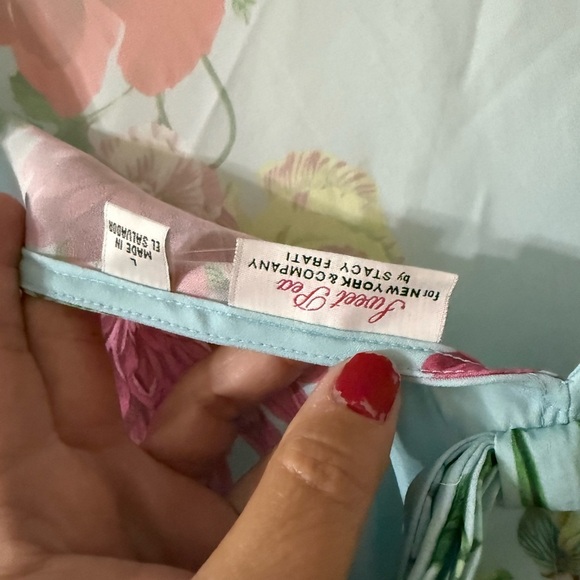 Sweet Pea
for NEW YORK & COMPANY
by STACY FRATI
L
MADE IN
EL SALVADOR